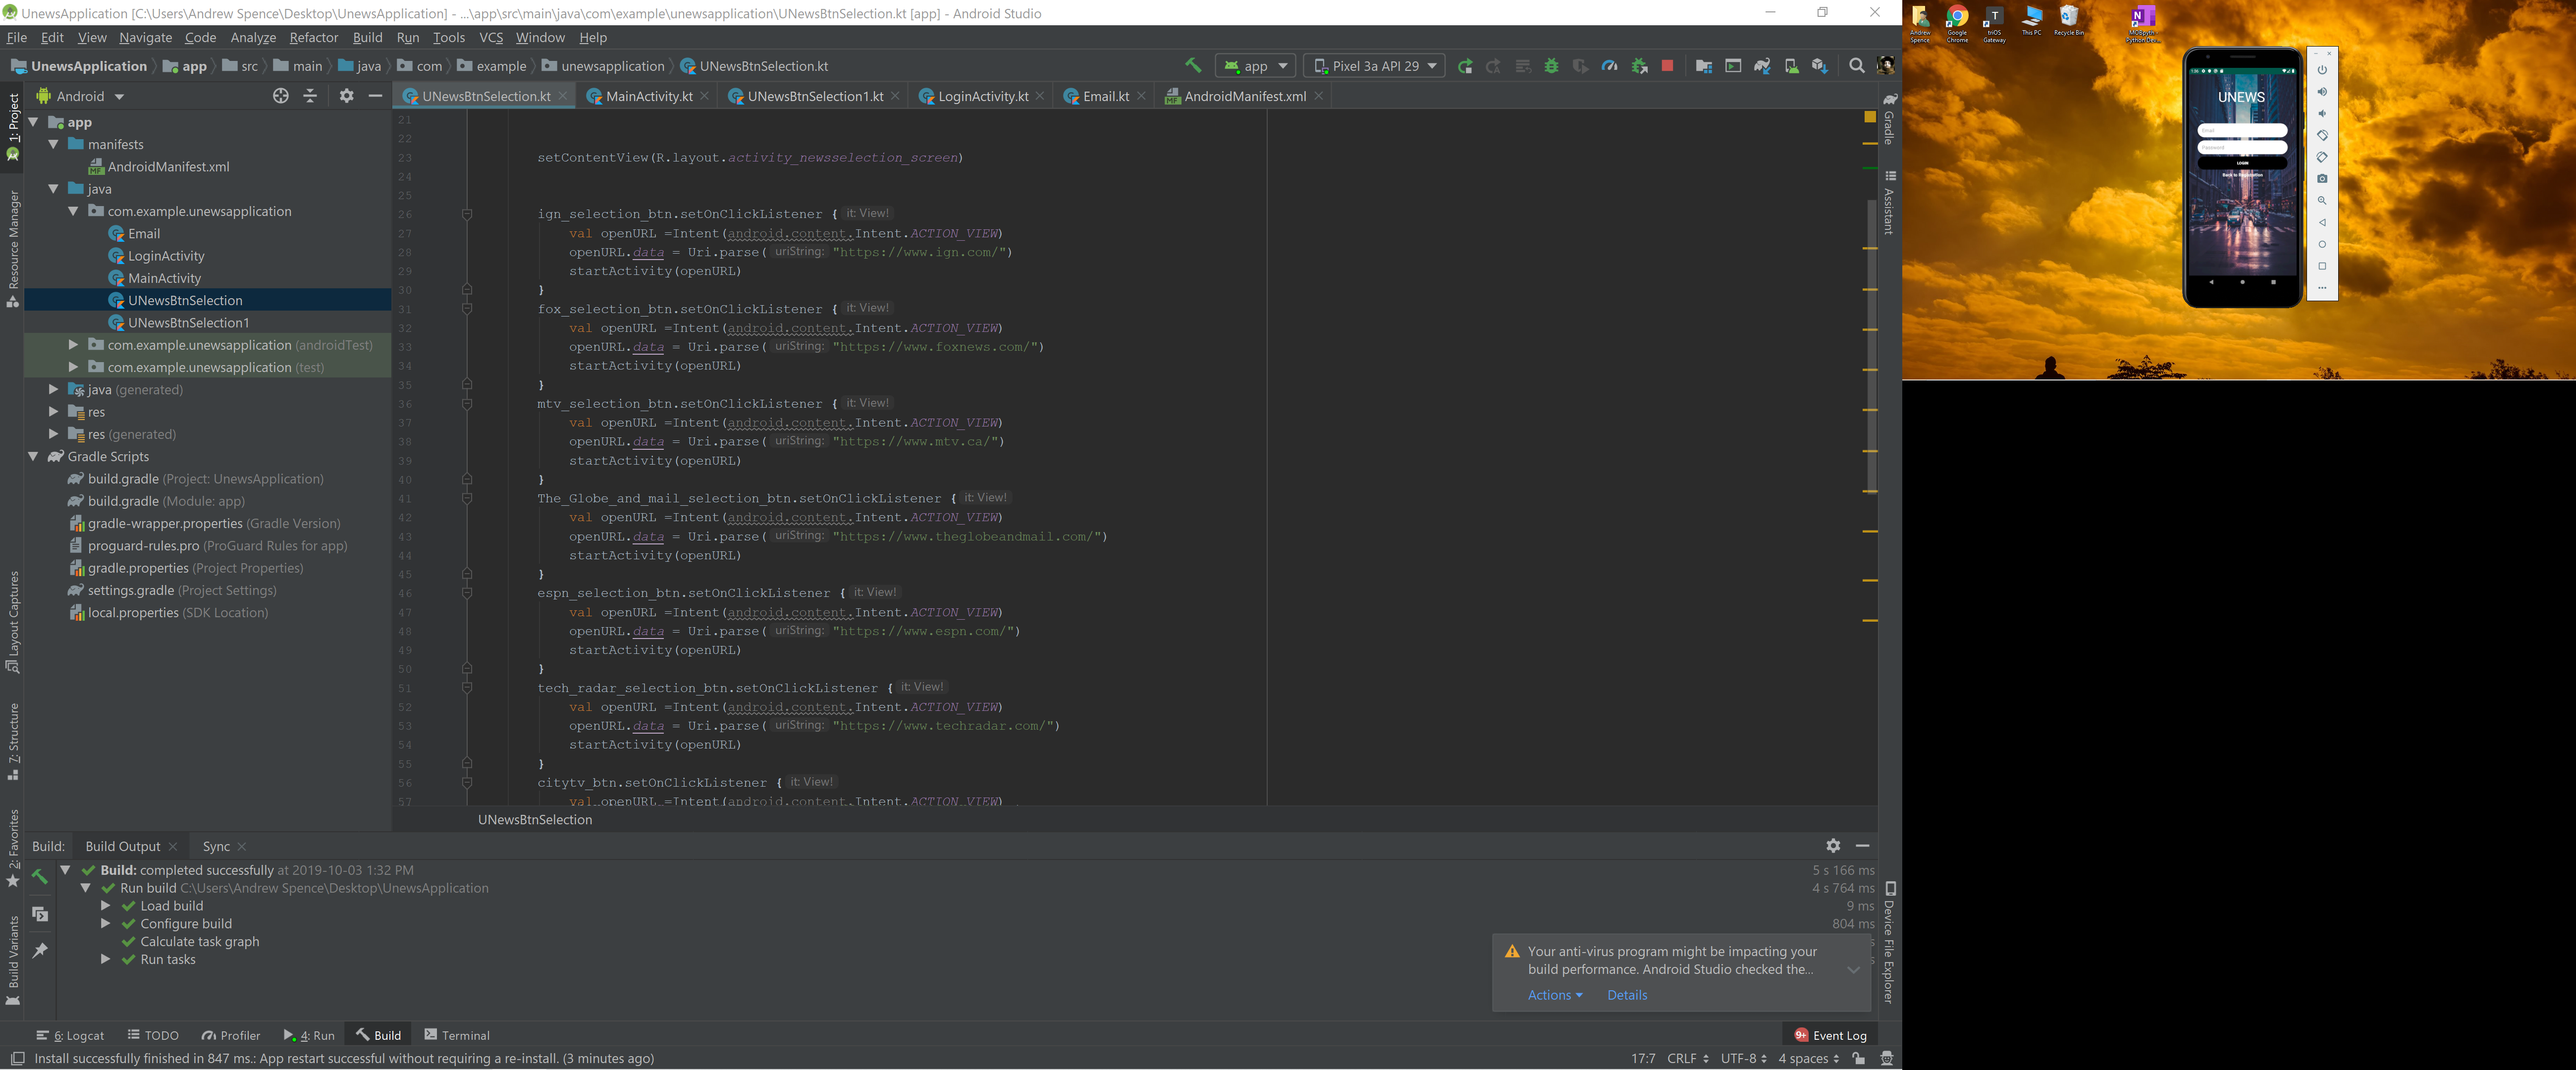 UnewsApplication [C:\Users\Andrew Spence\Desktop\UnewsApplication] - ...\app\src\main\java\com\example\unewsapplication\UNewsBtnSelection.kt [app] - Android Studio
File Edit View Navigate Code Analyze Refactor Build Run Tools VCS Window Help
UnewsApplication app src main java com example unewsapplication UNewsBtnSelection.kt
app Pixel 3a API 29
Android
UNewsBtnSelection.kt MainActivity.kt UNewsBtnSelection1.kt LoginActivity.kt Email.kt AndroidManifest.xml
1: Project
Resource Manager
Layout Captures
7: Structure
2: Favorites
Build Variants
app
manifests
AndroidManifest.xml
java
com.example.unewsapplication
Email
LoginActivity
MainActivity
UNewsBtnSelection
UNewsBtnSelection1
com.example.unewsapplication (androidTest)
com.example.unewsapplication (test)
java (generated)
res
res (generated)
Gradle Scripts
build.gradle (Project: UnewsApplication)
build.gradle (Module: app)
gradle-wrapper.properties (Gradle Version)
proguard-rules.pro (ProGuard Rules for app)
gradle.properties (Project Properties)
settings.gradle (Project Settings)
local.properties (SDK Location)
21
22
23 setContentView(R.layout.activity_newsselection_screen)
24
25
26 ign_selection_btn.setOnClickListener { it: View!
27 val openURL =Intent(android.content.Intent.ACTION_VIEW)
28 openURL.data = Uri.parse( uriString: "https://www.ign.com/")
29 startActivity(openURL)
30 }
31 fox_selection_btn.setOnClickListener { it: View!
32 val openURL =Intent(android.content.Intent.ACTION_VIEW)
33 openURL.data = Uri.parse( uriString: "https://www.foxnews.com/")
34 startActivity(openURL)
35 }
36 mtv_selection_btn.setOnClickListener { it: View!
37 val openURL =Intent(android.content.Intent.ACTION_VIEW)
38 openURL.data = Uri.parse( uriString: "https://www.mtv.ca/")
39 startActivity(openURL)
40 }
41 The_Globe_and_mail_selection_btn.setOnClickListener { it: View!
42 val openURL =Intent(android.content.Intent.ACTION_VIEW)
43 openURL.data = Uri.parse( uriString: "https://www.theglobeandmail.com/")
44 startActivity(openURL)
45 }
46 espn_selection_btn.setOnClickListener { it: View!
47 val openURL =Intent(android.content.Intent.ACTION_VIEW)
48 openURL.data = Uri.parse( uriString: "https://www.espn.com/")
49 startActivity(openURL)
50 }
51 tech_radar_selection_btn.setOnClickListener { it: View!
52 val openURL =Intent(android.content.Intent.ACTION_VIEW)
53 openURL.data = Uri.parse( uriString: "https://www.techradar.com/")
54 startActivity(openURL)
55 }
56 citytv_btn.setOnClickListener { it: View!
57 val openURL =Intent(android.content.Intent.ACTION_VIEW)
UNewsBtnSelection
Gradle
Assistant
Device File Explorer
Build: Build Output Sync
Build: completed successfully at 2019-10-03 1:32 PM 5 s 166 ms
Run build C:\Users\Andrew Spence\Desktop\UnewsApplication 4 s 764 ms
Load build 9 ms
Configure build 804 ms
Calculate task graph
Run tasks
Your anti-virus program might be impacting your
build performance. Android Studio checked the...
Actions Details
6: Logcat TODO Profiler 4: Run Build Terminal 9+ Event Log
Install successfully finished in 847 ms.: App restart successful without requiring a re-install. (3 minutes ago) 17:7 CRLF UTF-8 4 spaces
Andrew Spence
Google Chrome
triOS Gateway
This PC
Recycle Bin
UNEWS
Email
Password
LOGIN
Back to Registration